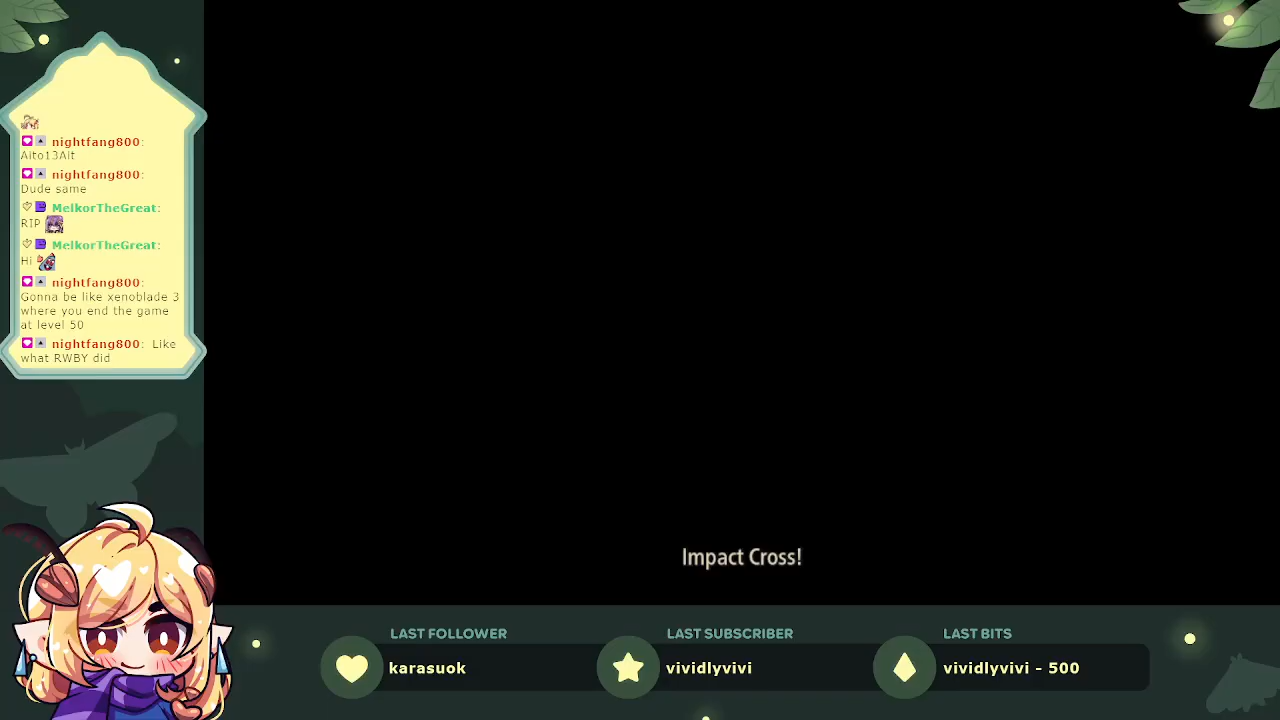 nightfang800:
Aito13Ait
nightfang800:
Dude same
MelkorTheGreat:
RIP
MelkorTheGreat:
Hi
nightfang800:
Gonna be like xenoblade 3
where you end the game
at level 50
nightfang800: Like
what RWBY did
Impact Cross!
LAST FOLLOWER
karasuok
LAST SUBSCRIBER
vividlyvivi
LAST BITS
vividlyvivi - 500